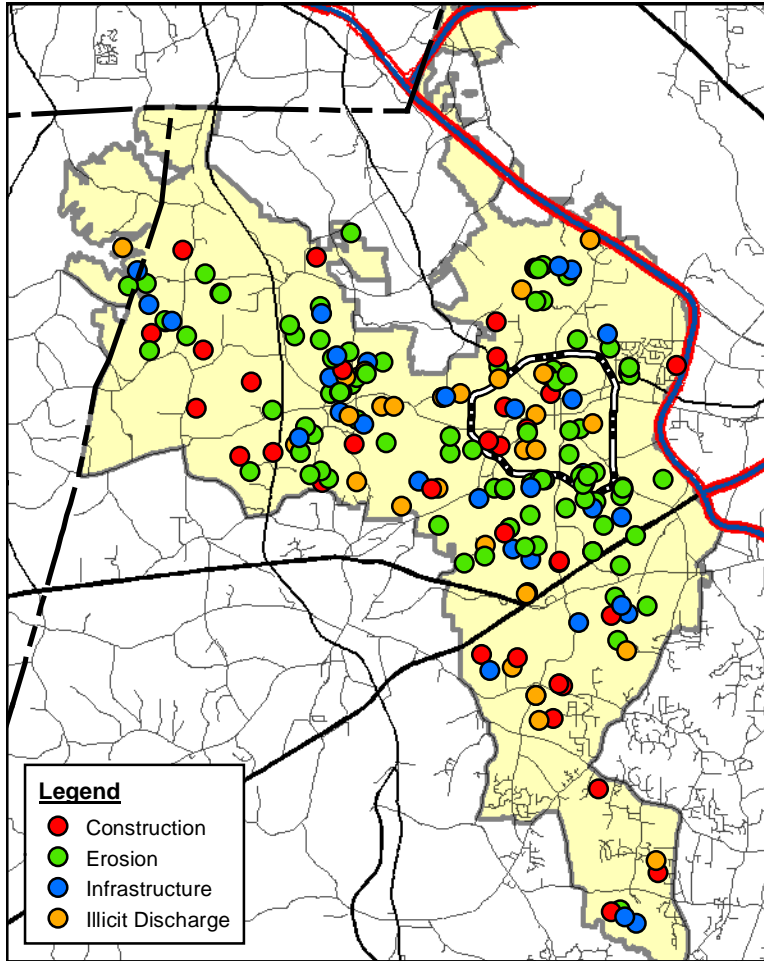 Legend
Construction
Erosion
Infrastructure
Illicit Discharge